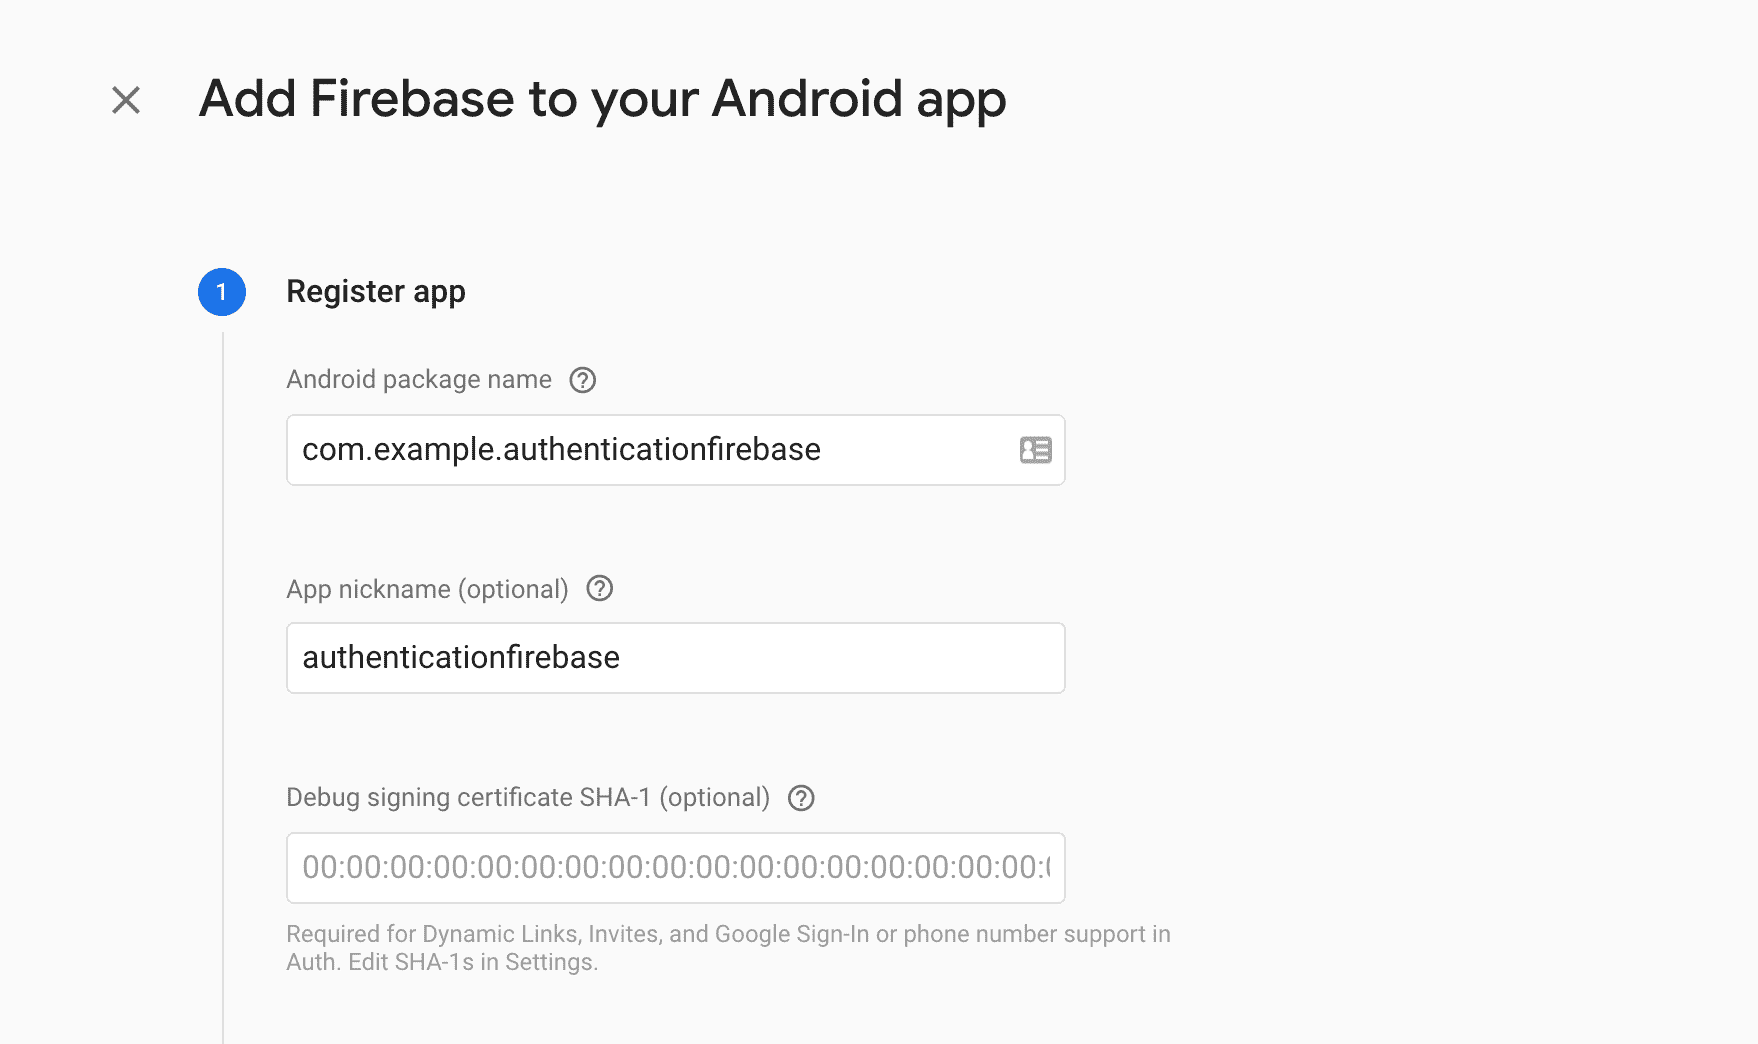 Add Firebase to your Android app
1 Register app
Android package name
com.example.authenticationfirebase
App nickname (optional)
authenticationfirebase
Debug signing certificate SHA-1 (optional)
00:00:00:00:00:00:00:00:00:00:00:00:00:00:00:00:00:0
Required for Dynamic Links, Invites, and Google Sign-In or phone number support in
Auth. Edit SHA-1s in Settings.